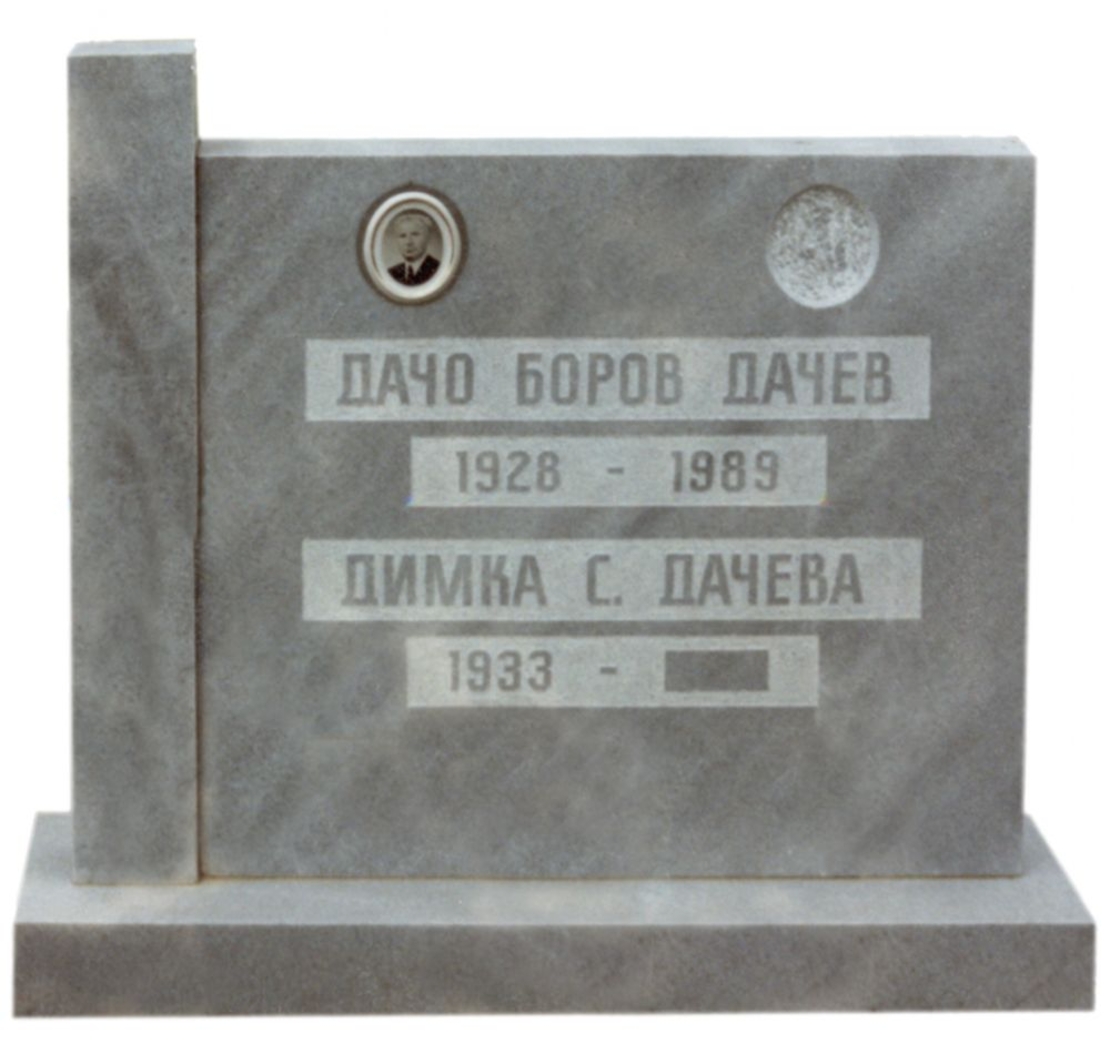 ДАЧО БОРОВ ДАЧЕВ
1928 - 1989
ДИМКА С. ДАЧЕВА
1933 -